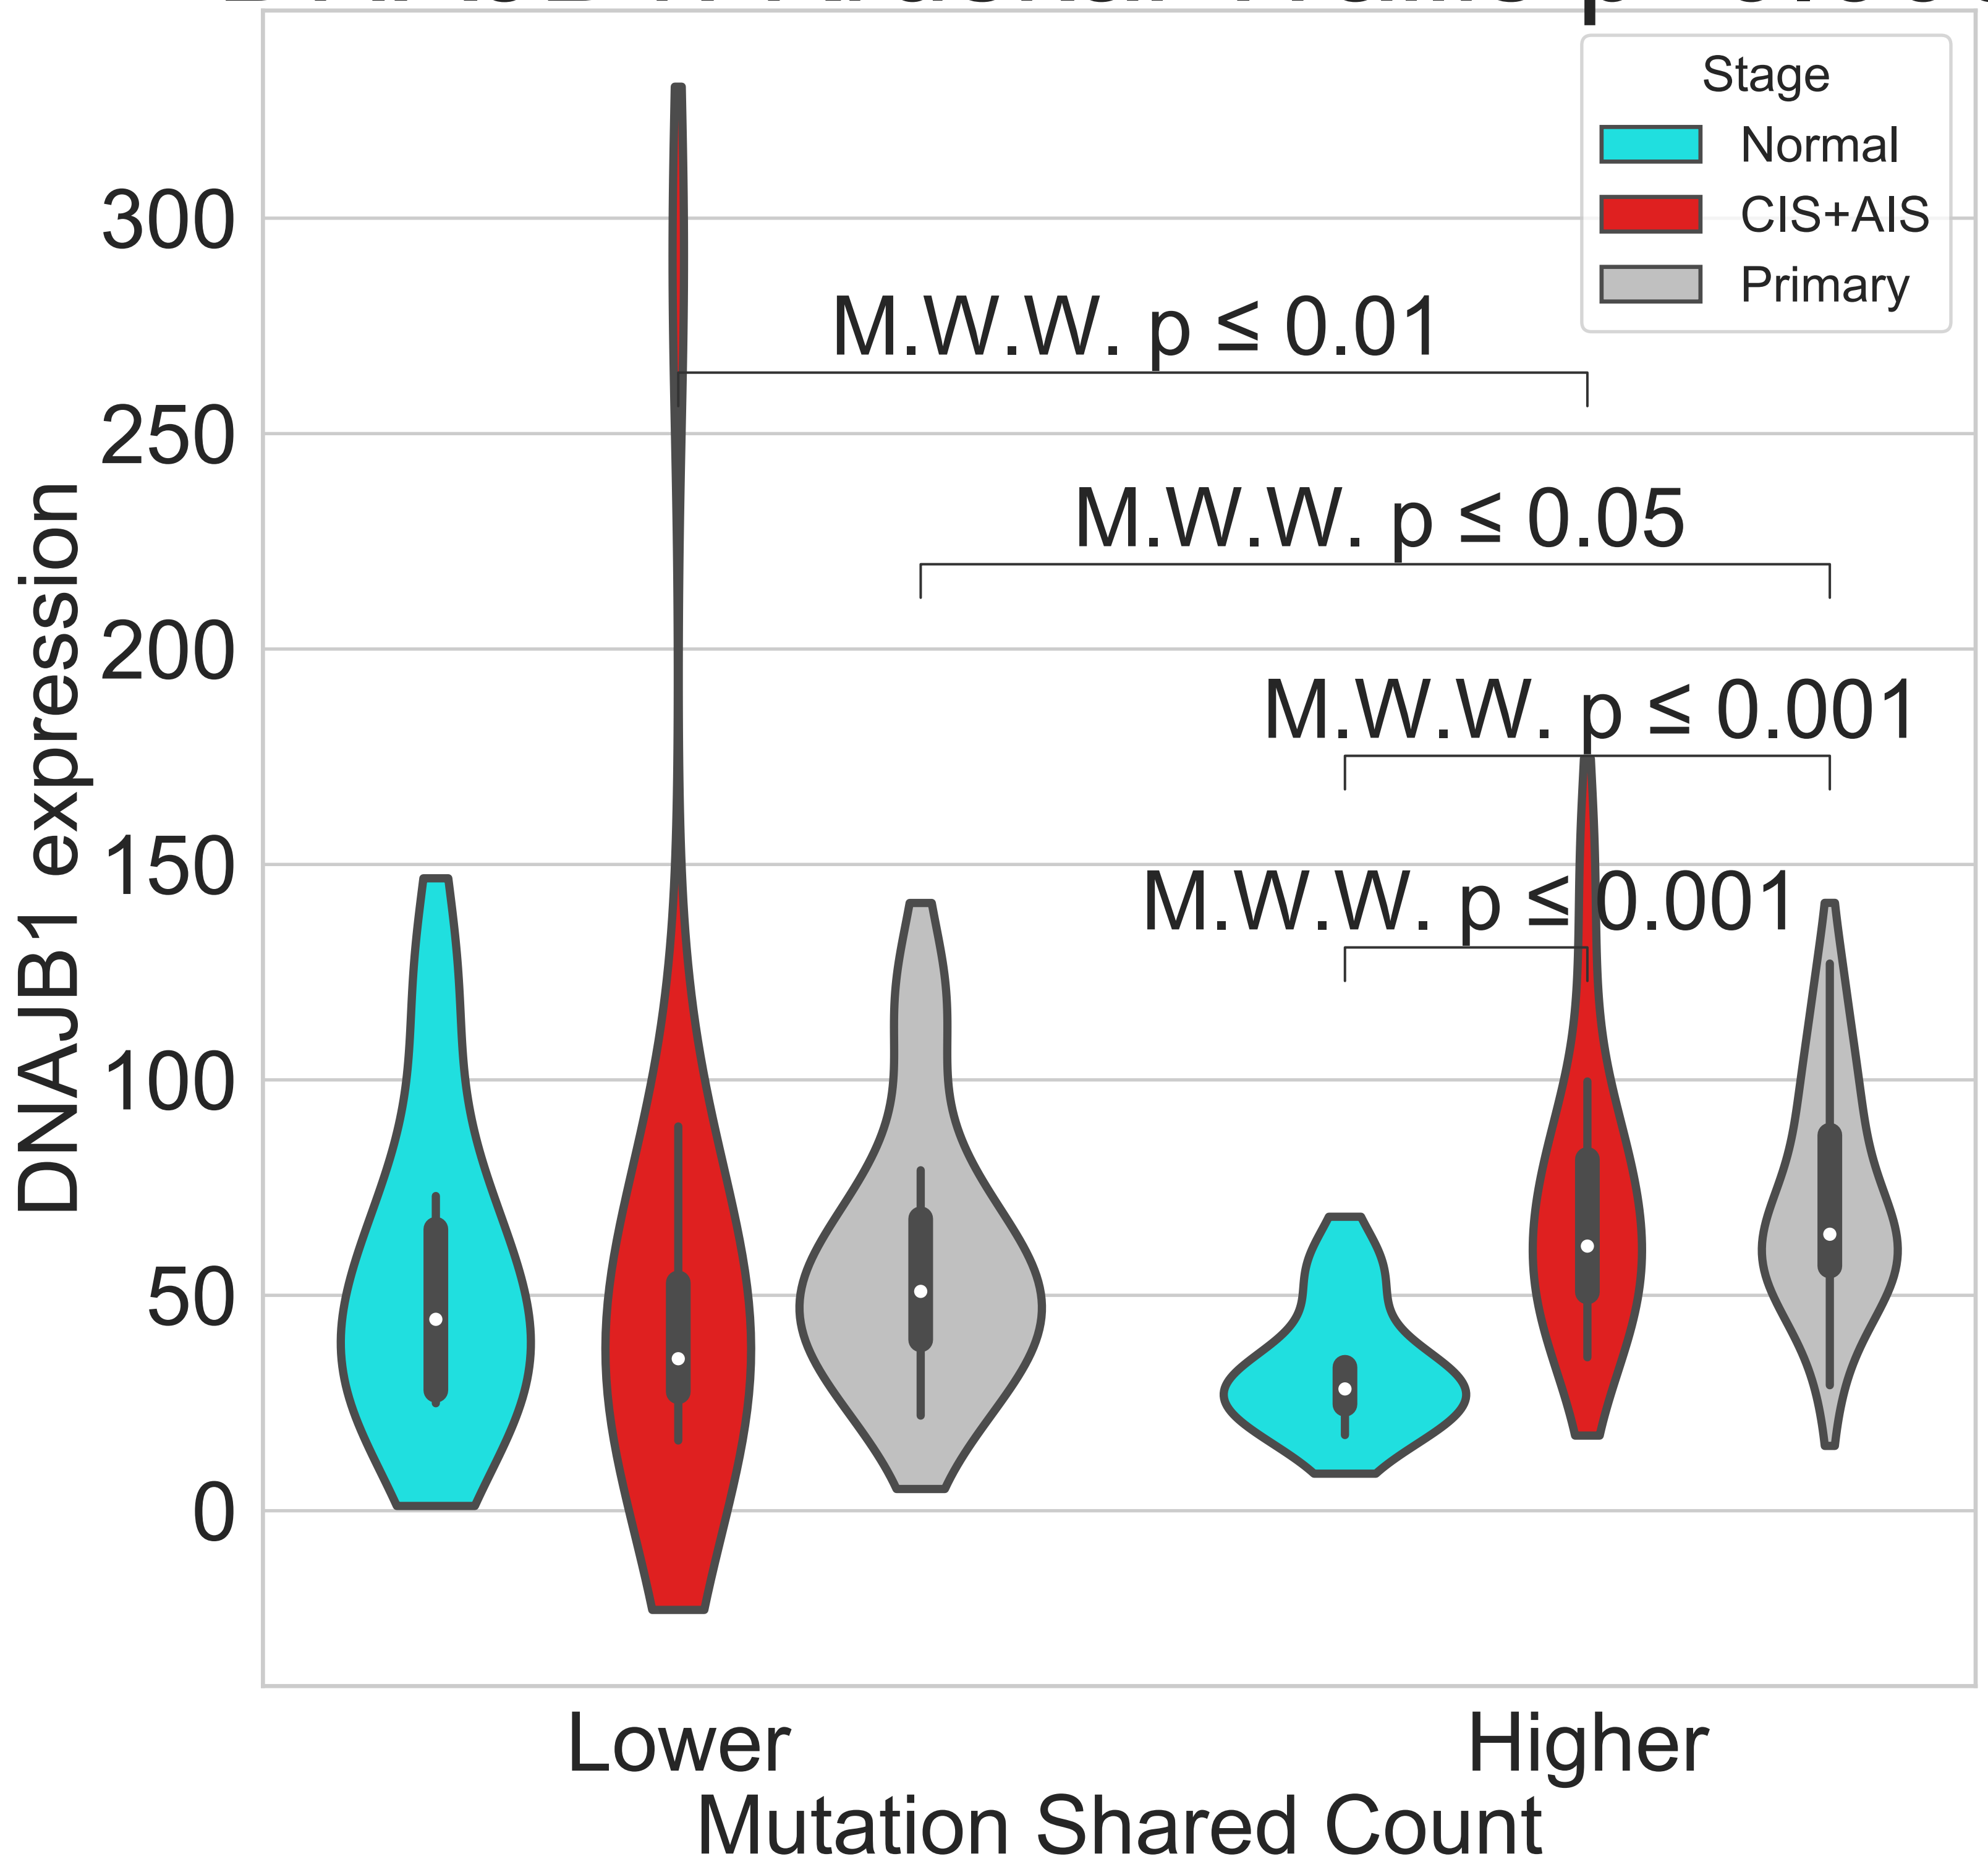 Stage
Normal
CIS+AIS
Primary
300
250
200
150
100
50
0
DNAJB1 expression
M.W.W. p ≤ 0.01
M.W.W. p ≤ 0.05
M.W.W. p ≤ 0.001
M.W.W. p ≤ 0.001
Lower
Higher
Mutation Shared Count